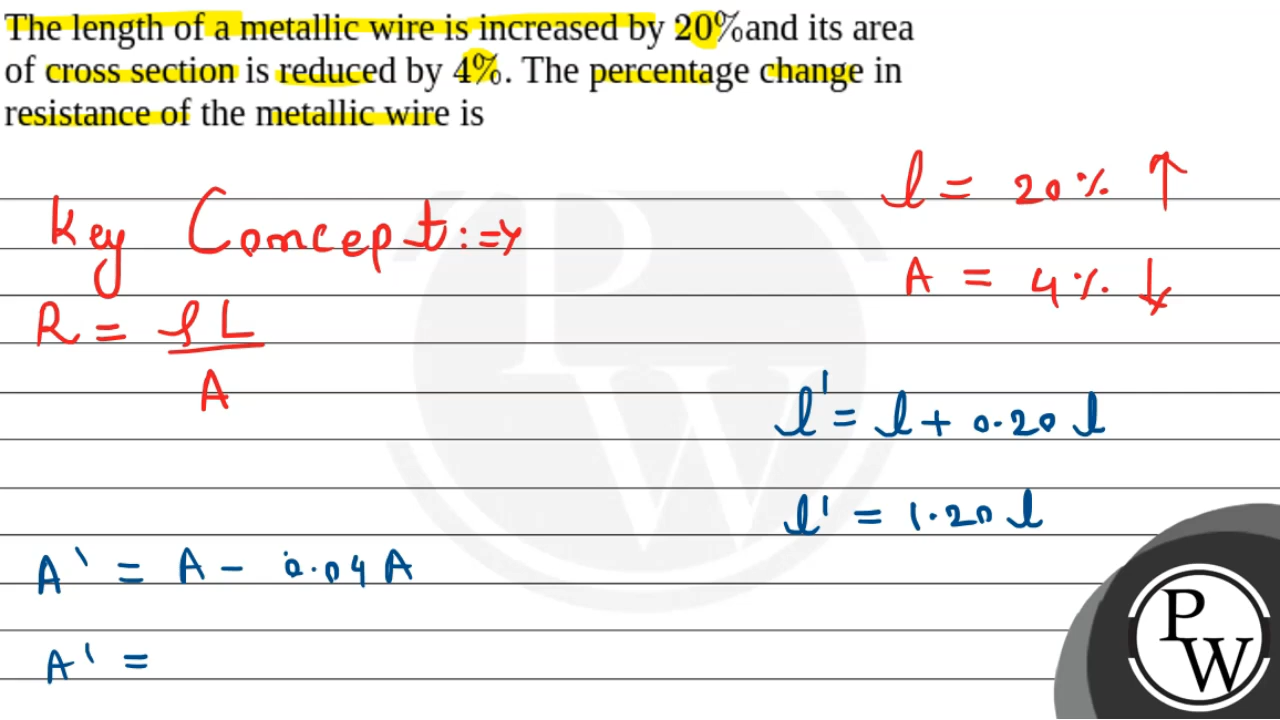 The length of a metallic wire is increased by 20%and its area
of cross section is reduced by 4%. The percentage change in
resistance of the metallic wire is
l = 20% ↑
Key Concept :⇒
A = 4% ↓
R = ρL/A
l' = l + 0.20 l
l' = 1.20 l
A' = A - 0.04 A
A' =
PW
PW